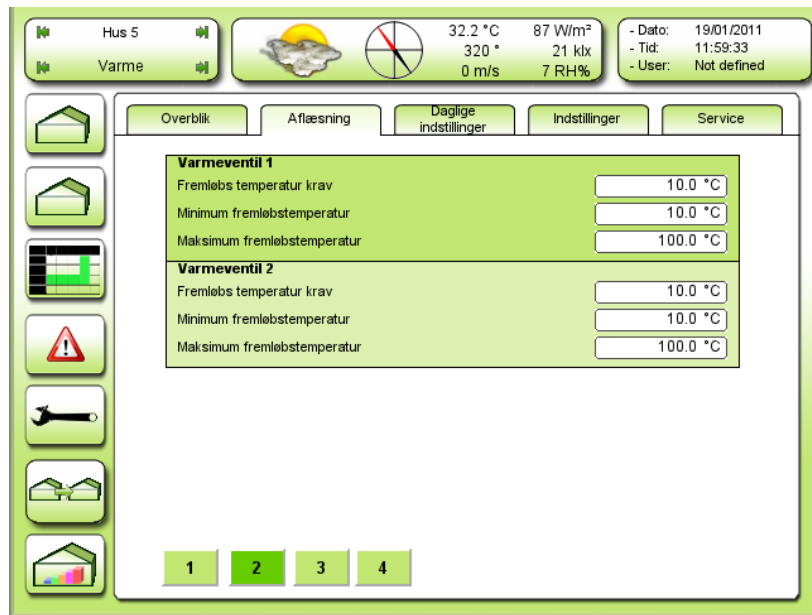 Hus 5
Varme
32.2 °C 87 W/m²
320 ° 21 klx
0 m/s 7 RH%
- Dato: 19/01/2011
- Tid: 11:59:33
- User: Not defined
Overblik
Aflæsning
Daglige
indstillinger
Indstillinger
Service
Varmeventil 1
Fremløbs temperatur krav 10.0 °C
Minimum fremløbstemperatur 10.0 °C
Maksimum fremløbstemperatur 100.0 °C
Varmeventil 2
Fremløbs temperatur krav 10.0 °C
Minimum fremløbstemperatur 10.0 °C
Maksimum fremløbstemperatur 100.0 °C
1 2 3 4